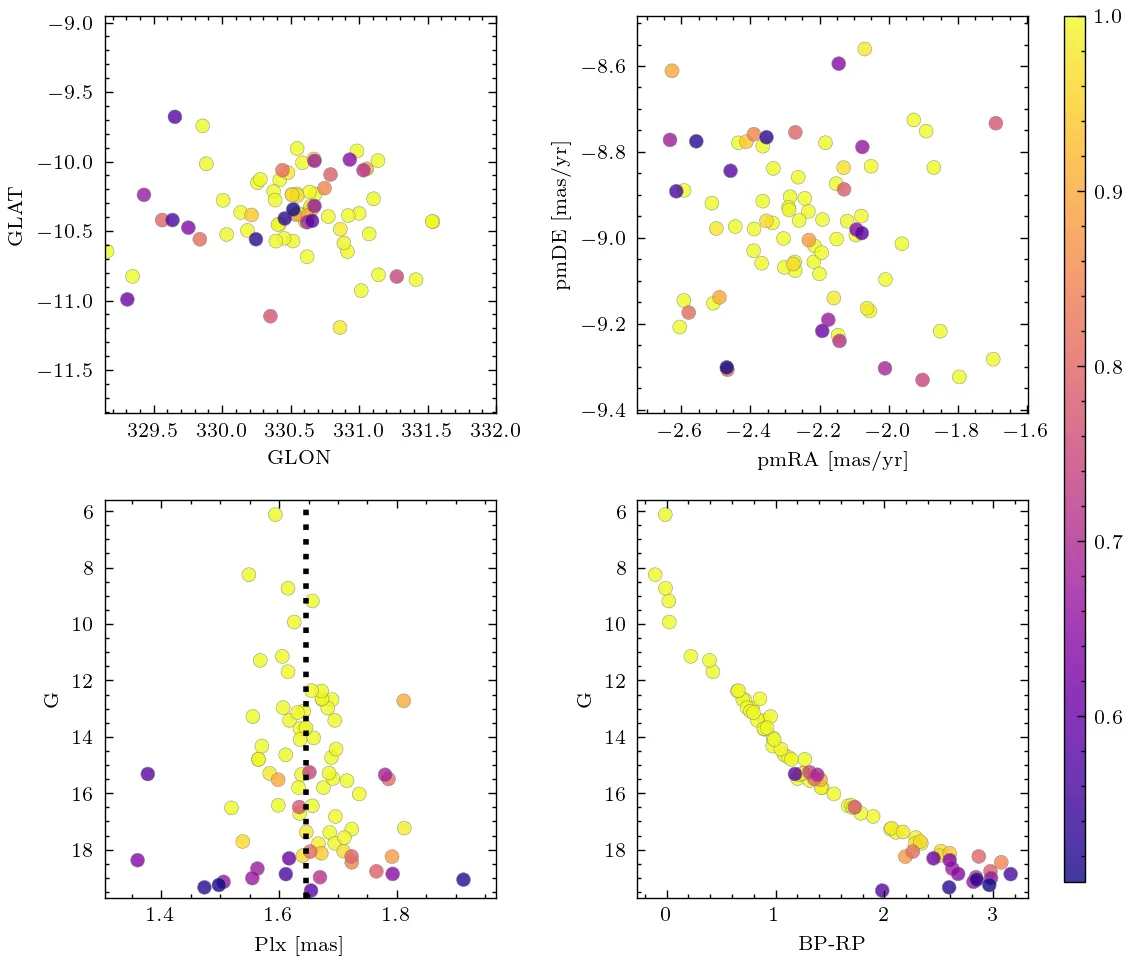 −9.0
−9.5
−10.0
−10.5
−11.0
−11.5
GLAT
329.5 330.0 330.5 331.0 331.5 332.0
GLON
−8.6
−8.8
−9.0
−9.2
−9.4
pmDE [mas/yr]
−2.6 −2.4 −2.2 −2.0 −1.8 −1.6
pmRA [mas/yr]
1.0
0.9
0.8
0.7
0.6
6
8
10
12
14
16
18
G
1.4 1.6 1.8
Plx [mas]
6
8
10
12
14
16
18
G
0 1 2 3
BP-RP